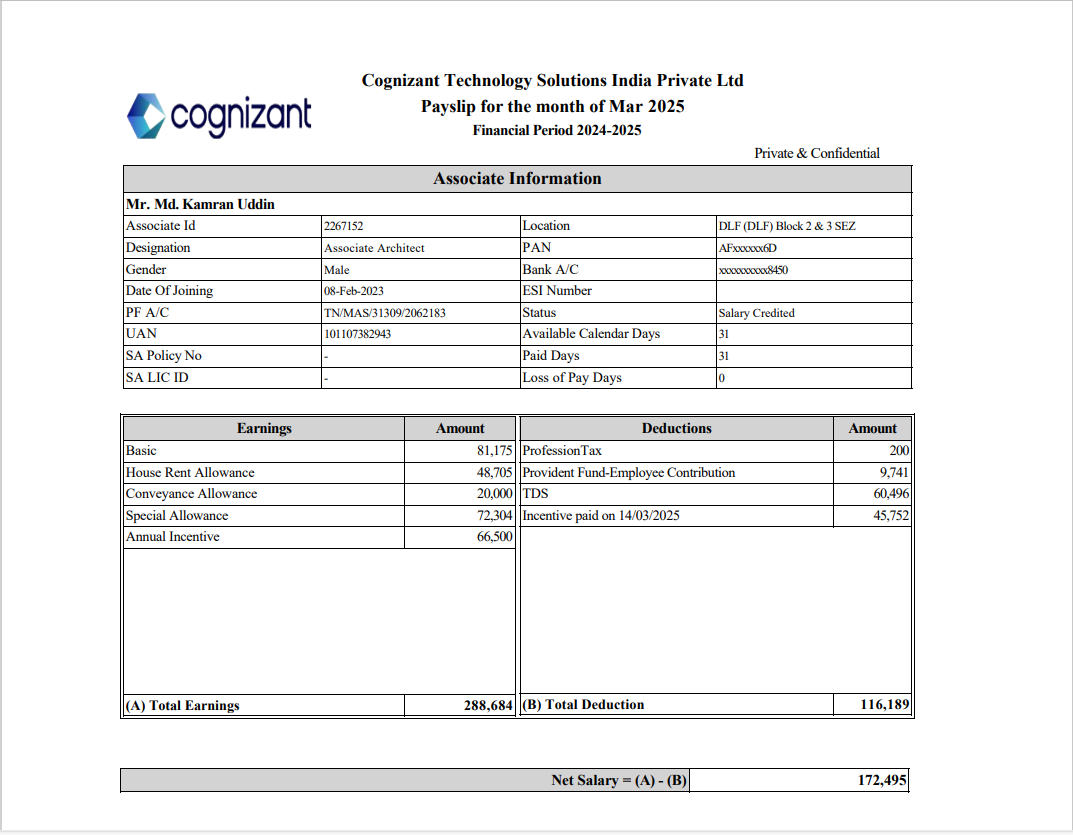 cognizant
Cognizant Technology Solutions India Private Ltd
Payslip for the month of Mar 2025
Financial Period 2024-2025
Private & Confidential
Associate Information
Mr. Md. Kamran Uddin
Associate Id 2267152 Location DLF (DLF) Block 2 & 3 SEZ
Designation Associate Architect PAN AFxxxxxx6D
Gender Male Bank A/C xxxxxxxxxx8450
Date Of Joining 08-Feb-2023 ESI Number
PF A/C TN/MAS/31309/2062183 Status Salary Credited
UAN 101107382943 Available Calendar Days 31
SA Policy No - Paid Days 31
SA LIC ID - Loss of Pay Days 0
Earnings Amount Deductions Amount
Basic 81,175 ProfessionTax 200
House Rent Allowance 48,705 Provident Fund-Employee Contribution 9,741
Conveyance Allowance 20,000 TDS 60,496
Special Allowance 72,304 Incentive paid on 14/03/2025 45,752
Annual Incentive 66,500
(A) Total Earnings 288,684 (B) Total Deduction 116,189
Net Salary = (A) - (B) 172,495